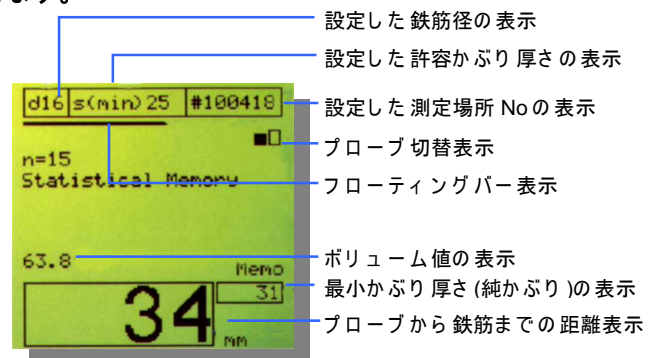 ます。
設定した鉄筋径の表示
設定した許容かぶり厚さの表示
d16 s(min)25 #100418
設定した測定場所 Noの表示
プローブ切替表示
n=15
Statistical Memory
フローティングバー表示
63.8
ボリューム値の表示
Memo
最小かぶり厚さ(純かぶり)の表示
31
34
mm
プローブから鉄筋までの距離表示